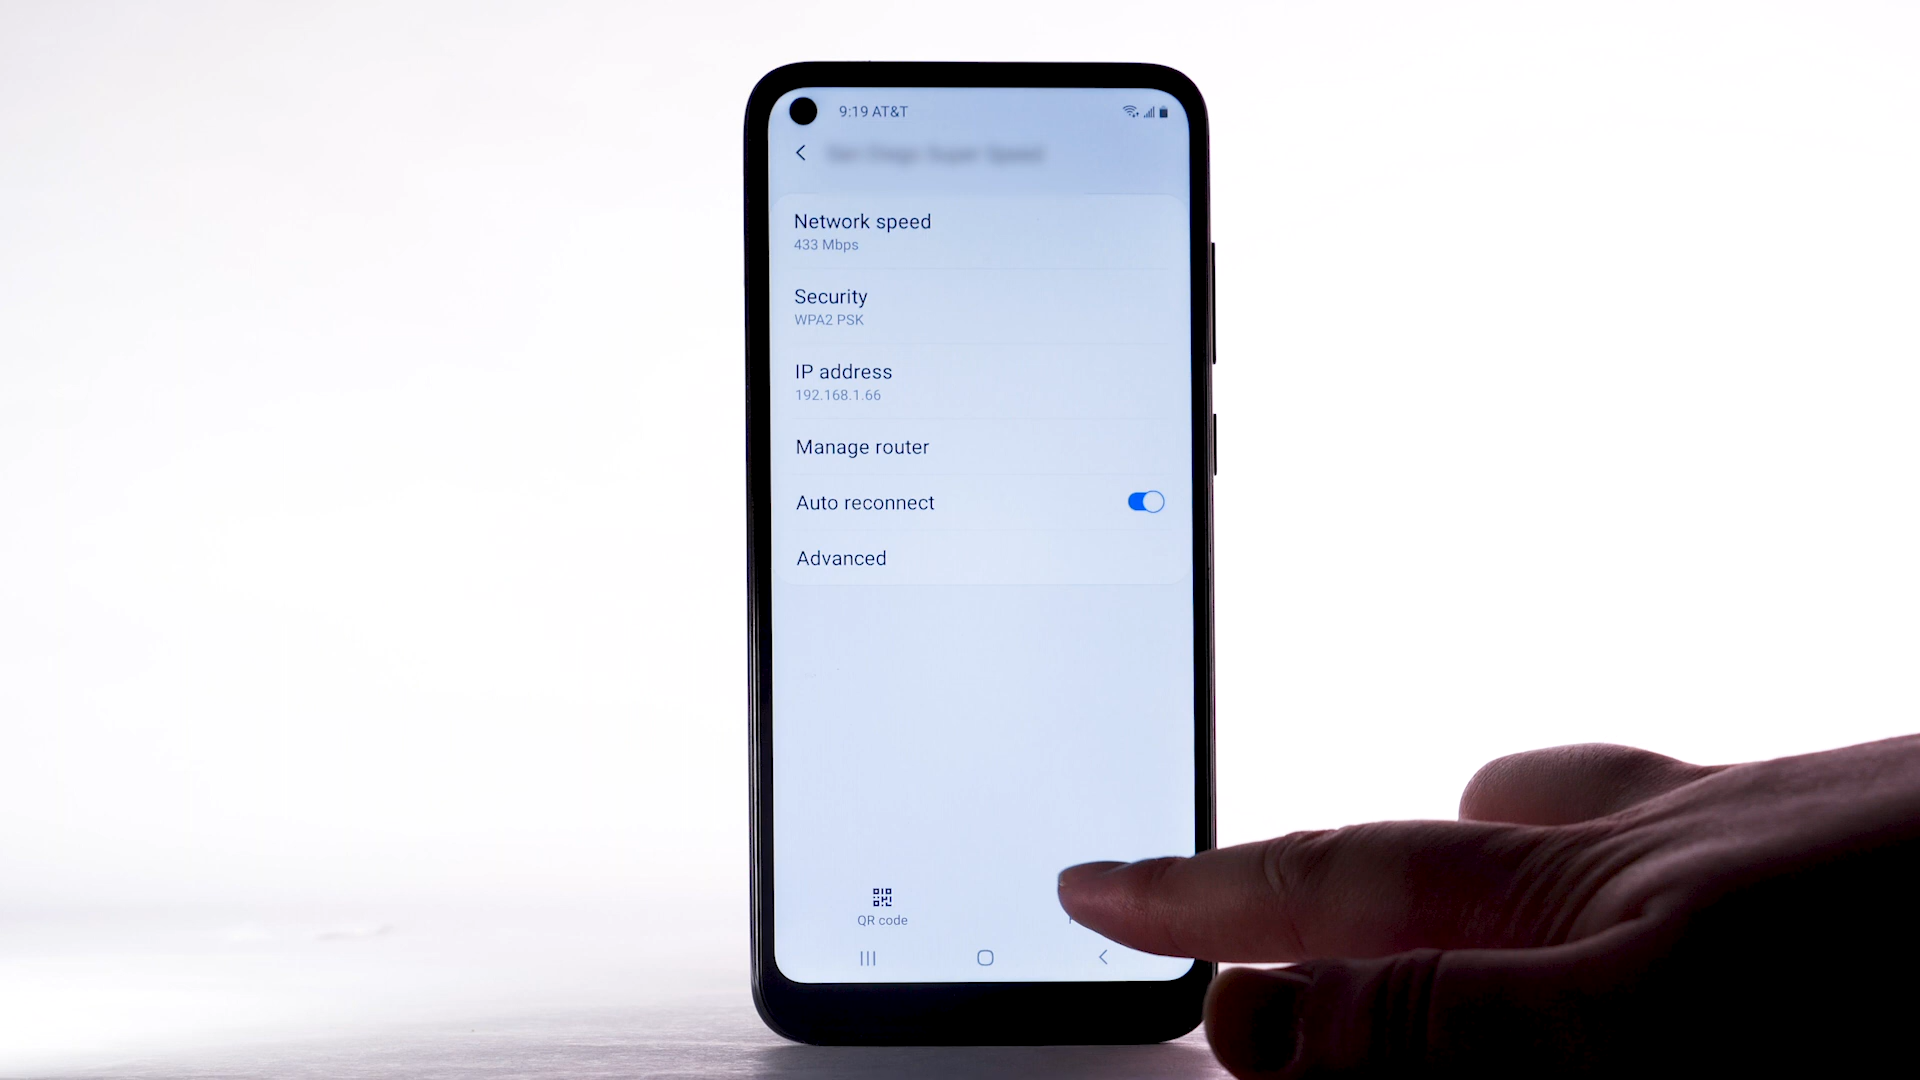 9:19 AT&T
Network speed
433 Mbps
Security
WPA2 PSK
IP address
192.168.1.66
Manage router
Auto reconnect
Advanced
QR code